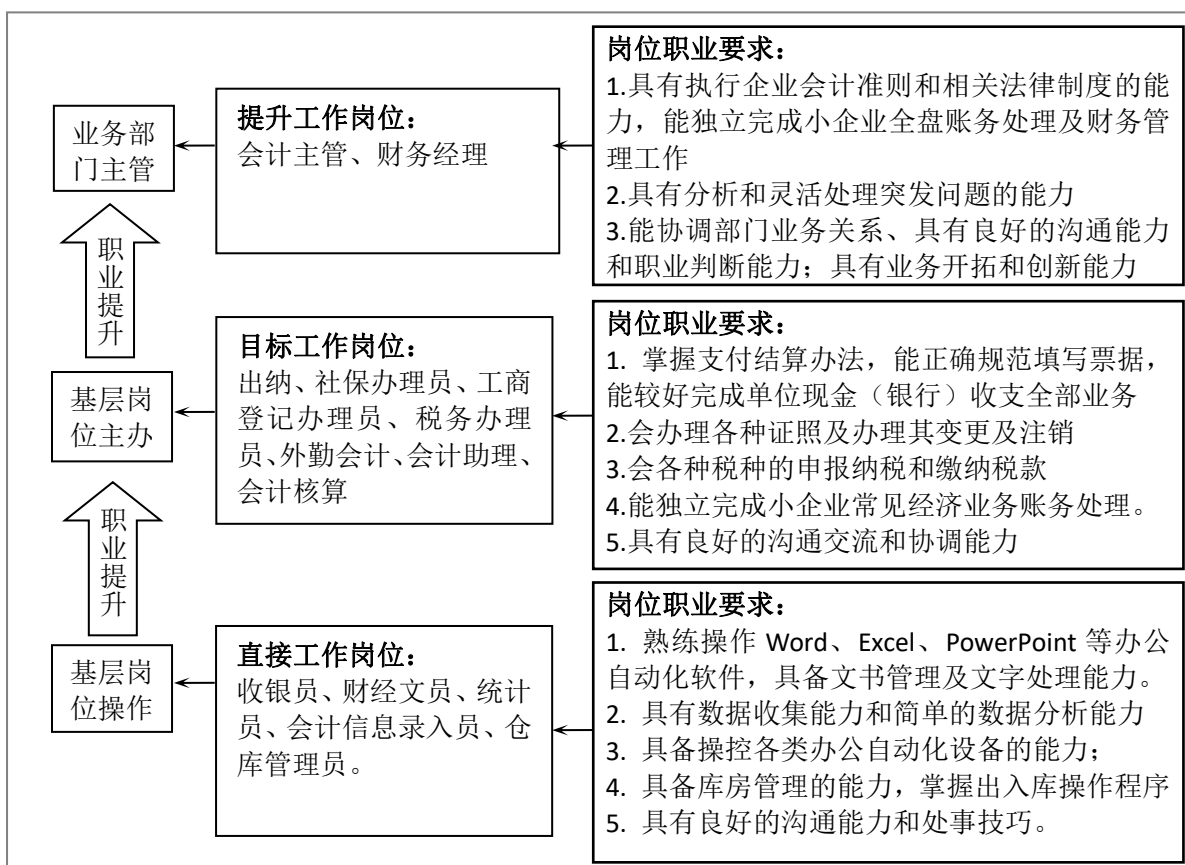 业务部
门主管
提升工作岗位：
会计主管、财务经理
岗位职业要求：
1.具有执行企业会计准则和相关法律制度的能
力，能独立完成小企业全盘账务处理及财务管
理工作
2.具有分析和灵活处理突发问题的能力
3.能协调部门业务关系、具有良好的沟通能力
和职业判断能力；具有业务开拓和创新能力
职
业
提
升
基层岗
位主办
目标工作岗位：
出纳、社保办理员、工商
登记办理员、税务办理
员、外勤会计、会计助理、
会计核算
岗位职业要求：
1. 掌握支付结算办法，能正确规范填写票据，
能较好完成单位现金（银行）收支全部业务
2.会办理各种证照及办理其变更及注销
3.会各种税种的申报纳税和缴纳税款
4.能独立完成小企业常见经济业务账务处理。
5.具有良好的沟通交流和协调能力
职
业
提
升
基层岗
位操作
直接工作岗位：
收银员、财经文员、统计
员、会计信息录入员、仓
库管理员。
岗位职业要求：
1. 熟练操作 Word、Excel、PowerPoint 等办公
自动化软件，具备文书管理及文字处理能力。
2. 具有数据收集能力和简单的数据分析能力
3. 具备操控各类办公自动化设备的能力；
4. 具备库房管理的能力，掌握出入库操作程序
5. 具有良好的沟通能力和处事技巧。